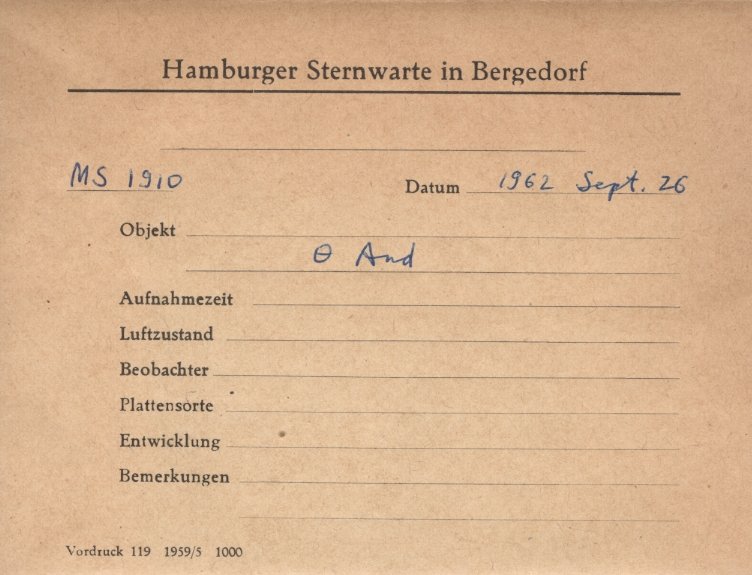 Hamburger Sternwarte in Bergedorf
MS 1910 Datum 1962 Sept. 26
Objekt
θ And
Aufnahmezeit
Luftzustand
Beobachter
Plattensorte
Entwicklung
Bemerkungen
Vordruck 119 1959/5 1000